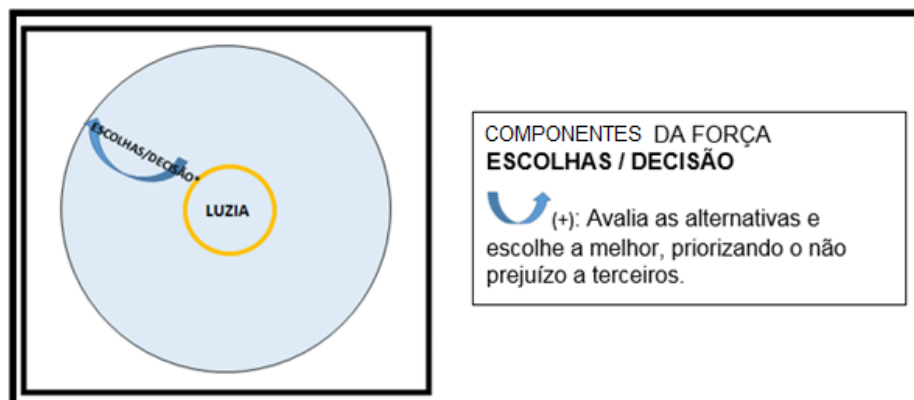 ESCOLHAS/DECISÃO*
LUZIA
COMPONENTES DA FORÇA
ESCOLHAS / DECISÃO
(+): Avalia as alternativas e
escolhe a melhor, priorizando o não
prejuízo a terceiros.